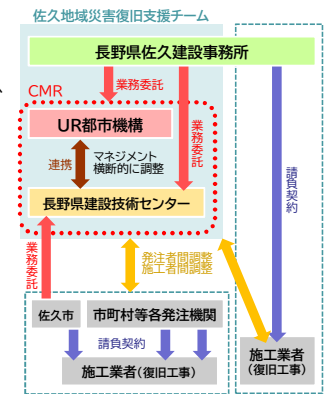 佐久地域災害復旧支援チーム
長野県佐久建設事務所
業務委託
CMR
UR都市機構
業務委託
連携
マネジメント
横断的に調整
長野県建設技術センター
請負契約
業務委託
発注者間調整
施工業者間調整
佐久市
市町村等各発注機関
請負契約
施工業者(復旧工事)
施工業者
(復旧工事)